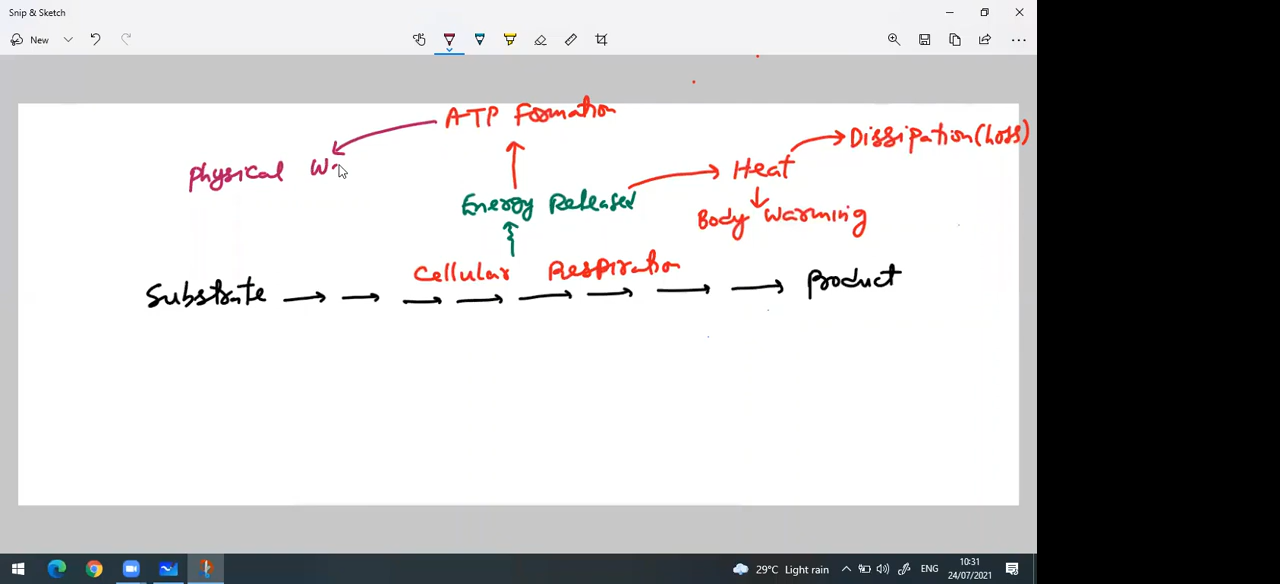 Snip & Sketch
New
ATP Formation
Dissipation (Loss)
Physical W
Heat
Energy Released
Body Warming
Cellular Respiration
Substrate
Product
29°C Light rain
ENG
10:31
24/07/2021